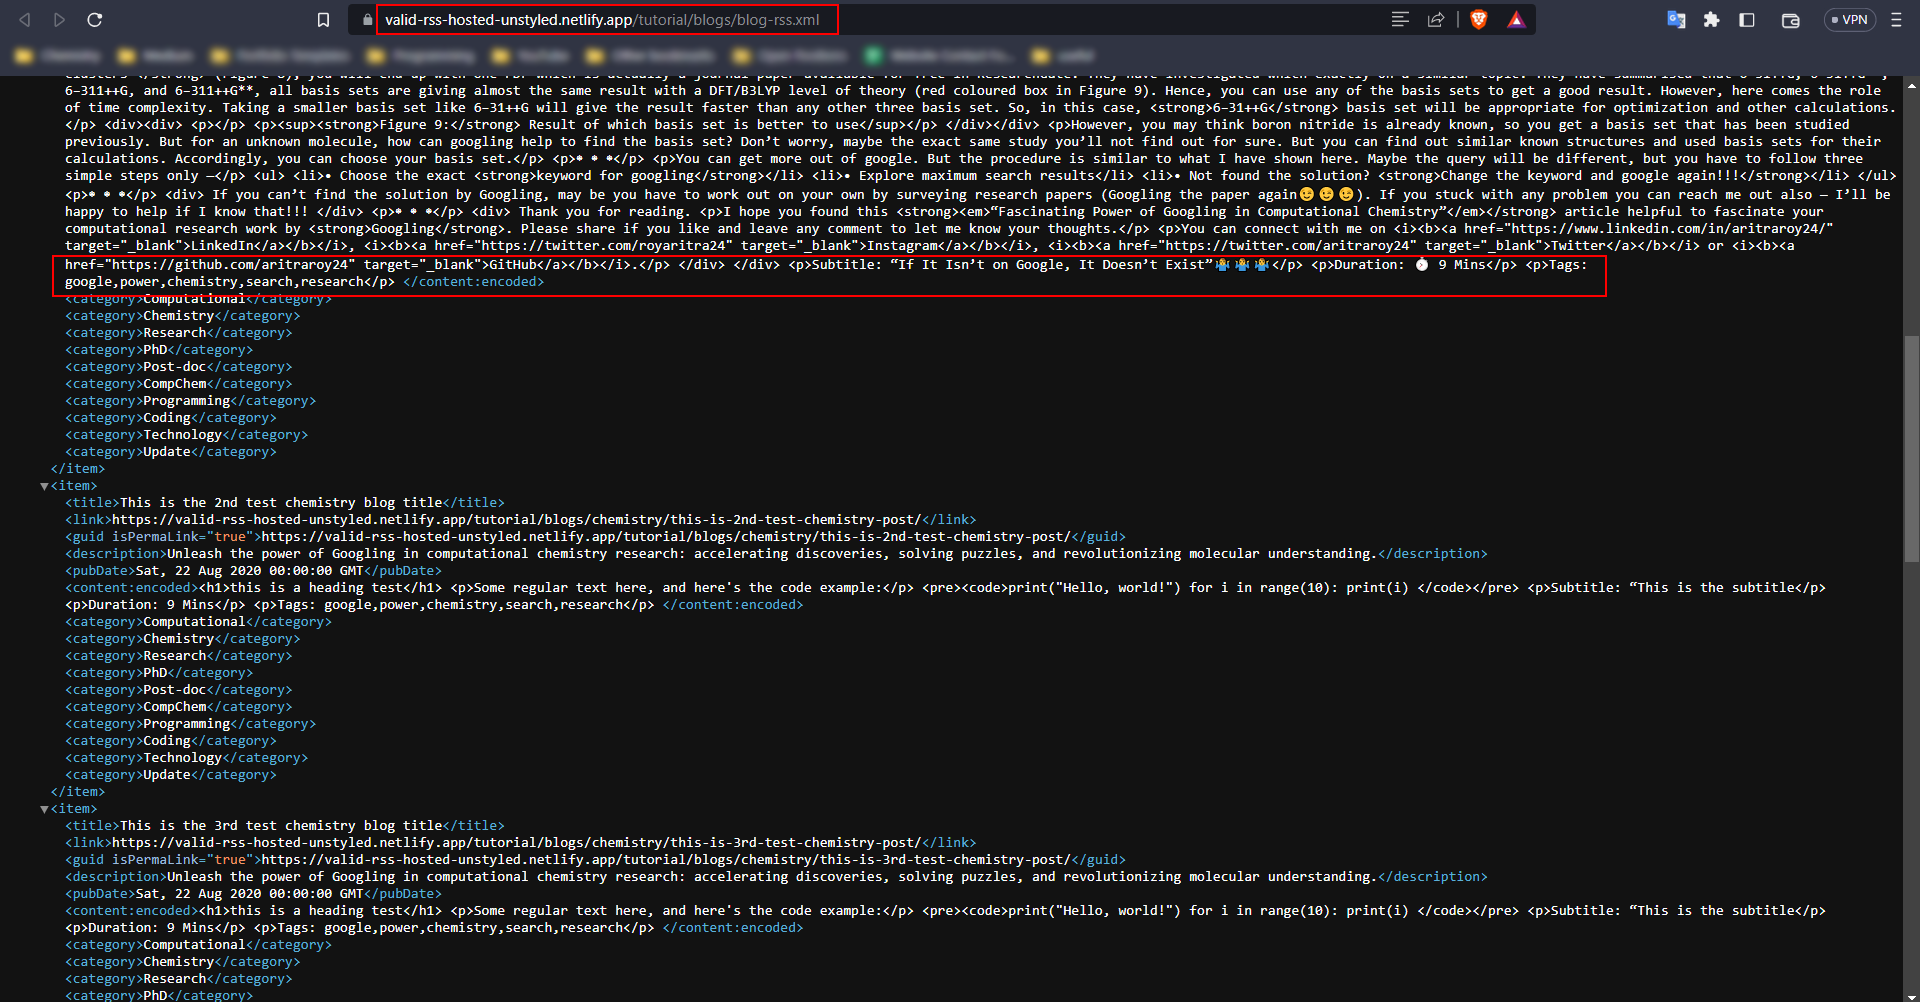 valid-rss-hosted-unstyled.netlify.app/tutorial/blogs/blog-rss.xml
VPN
6-311++G, and 6-311++G**, all basis sets are giving almost the same result with a DFT/B3LYP level of theory (red coloured box in Figure 9). Hence, you can use any of the basis sets to get a good result. However, here comes the role
of time complexity. Taking a smaller basis set like 6-31++G will give the result faster than any other three basis set. So, in this case, <strong>6-31++G</strong> basis set will be appropriate for optimization and other calculations.
</p> <div><div> <p></p> <p><sup><strong>Figure 9:</strong> Result of which basis set is better to use</sup></p> </div></div> <p>However, you may think boron nitride is already known, so you get a basis set that has been studied
previously. But for an unknown molecule, how can googling help to find the basis set? Don’t worry, maybe the exact same study you’ll not find out for sure. But you can find out similar known structures and used basis sets for their
calculations. Accordingly, you can choose your basis set.</p> <p>• • •</p> <p>You can get more out of google. But the procedure is similar to what I have shown here. Maybe the query will be different, but you have to follow three
simple steps only —</p> <ul> <li>• Choose the exact <strong>keyword for googling</strong></li> <li>• Explore maximum search results</li> <li>• Not found the solution? <strong>Change the keyword and google again!!!</strong></li> </ul>
<p>• • •</p> <div> If you can’t find the solution by Googling, may be you have to work out on your own by surveying research papers (Googling the paper again😉 😉 😉). If you stuck with any problem you can reach me out also — I’ll be
happy to help if I know that!!! </div> <p>• • •</p> <div> Thank you for reading. <p>I hope you found this <strong><em>“Fascinating Power of Googling in Computational Chemistry”</em></strong> article helpful to fascinate your
computational research work by <strong>Googling</strong>. Please share if you like and leave any comment to let me know your thoughts.</p> <p>You can connect with me on <i><b><a href="https://www.linkedin.com/in/aritraroy24/"
target="_blank">LinkedIn</a></b></i>, <i><b><a href="https://twitter.com/royaritra24" target="_blank">Instagram</a></b></i>, <i><b><a href="https://twitter.com/aritraroy24" target="_blank">Twitter</a></b></i> or <i><b><a
href="https://github.com/aritraroy24" target="_blank">GitHub</a></b></i>.</p> </div> </div> <p>Subtitle: “If It Isn’t on Google, It Doesn’t Exist”🤷🤷🤷</p> <p>Duration: ⏱ 9 Mins</p> <p>Tags:
google,power,chemistry,search,research</p> </content:encoded>
<category>Computational</category>
<category>Chemistry</category>
<category>Research</category>
<category>PhD</category>
<category>Post-doc</category>
<category>CompChem</category>
<category>Programming</category>
<category>Coding</category>
<category>Technology</category>
<category>Update</category>
</item>
▼<item>
<title>This is the 2nd test chemistry blog title</title>
<link>https://valid-rss-hosted-unstyled.netlify.app/tutorial/blogs/chemistry/this-is-2nd-test-chemistry-post/</link>
<guid isPermaLink="true">https://valid-rss-hosted-unstyled.netlify.app/tutorial/blogs/chemistry/this-is-2nd-test-chemistry-post/</guid>
<description>Unleash the power of Googling in computational chemistry research: accelerating discoveries, solving puzzles, and revolutionizing molecular understanding.</description>
<pubDate>Sat, 22 Aug 2020 00:00:00 GMT</pubDate>
<content:encoded><h1>this is a heading test</h1> <p>Some regular text here, and here's the code example:</p> <pre><code>print("Hello, world!") for i in range(10): print(i) </code></pre> <p>Subtitle: “This is the subtitle</p>
<p>Duration: 9 Mins</p> <p>Tags: google,power,chemistry,search,research</p> </content:encoded>
<category>Computational</category>
<category>Chemistry</category>
<category>Research</category>
<category>PhD</category>
<category>Post-doc</category>
<category>CompChem</category>
<category>Programming</category>
<category>Coding</category>
<category>Technology</category>
<category>Update</category>
</item>
▼<item>
<title>This is the 3rd test chemistry blog title</title>
<link>https://valid-rss-hosted-unstyled.netlify.app/tutorial/blogs/chemistry/this-is-3rd-test-chemistry-post/</link>
<guid isPermaLink="true">https://valid-rss-hosted-unstyled.netlify.app/tutorial/blogs/chemistry/this-is-3rd-test-chemistry-post/</guid>
<description>Unleash the power of Googling in computational chemistry research: accelerating discoveries, solving puzzles, and revolutionizing molecular understanding.</description>
<pubDate>Sat, 22 Aug 2020 00:00:00 GMT</pubDate>
<content:encoded><h1>this is a heading test</h1> <p>Some regular text here, and here's the code example:</p> <pre><code>print("Hello, world!") for i in range(10): print(i) </code></pre> <p>Subtitle: “This is the subtitle</p>
<p>Duration: 9 Mins</p> <p>Tags: google,power,chemistry,search,research</p> </content:encoded>
<category>Computational</category>
<category>Chemistry</category>
<category>Research</category>
<category>PhD</category>